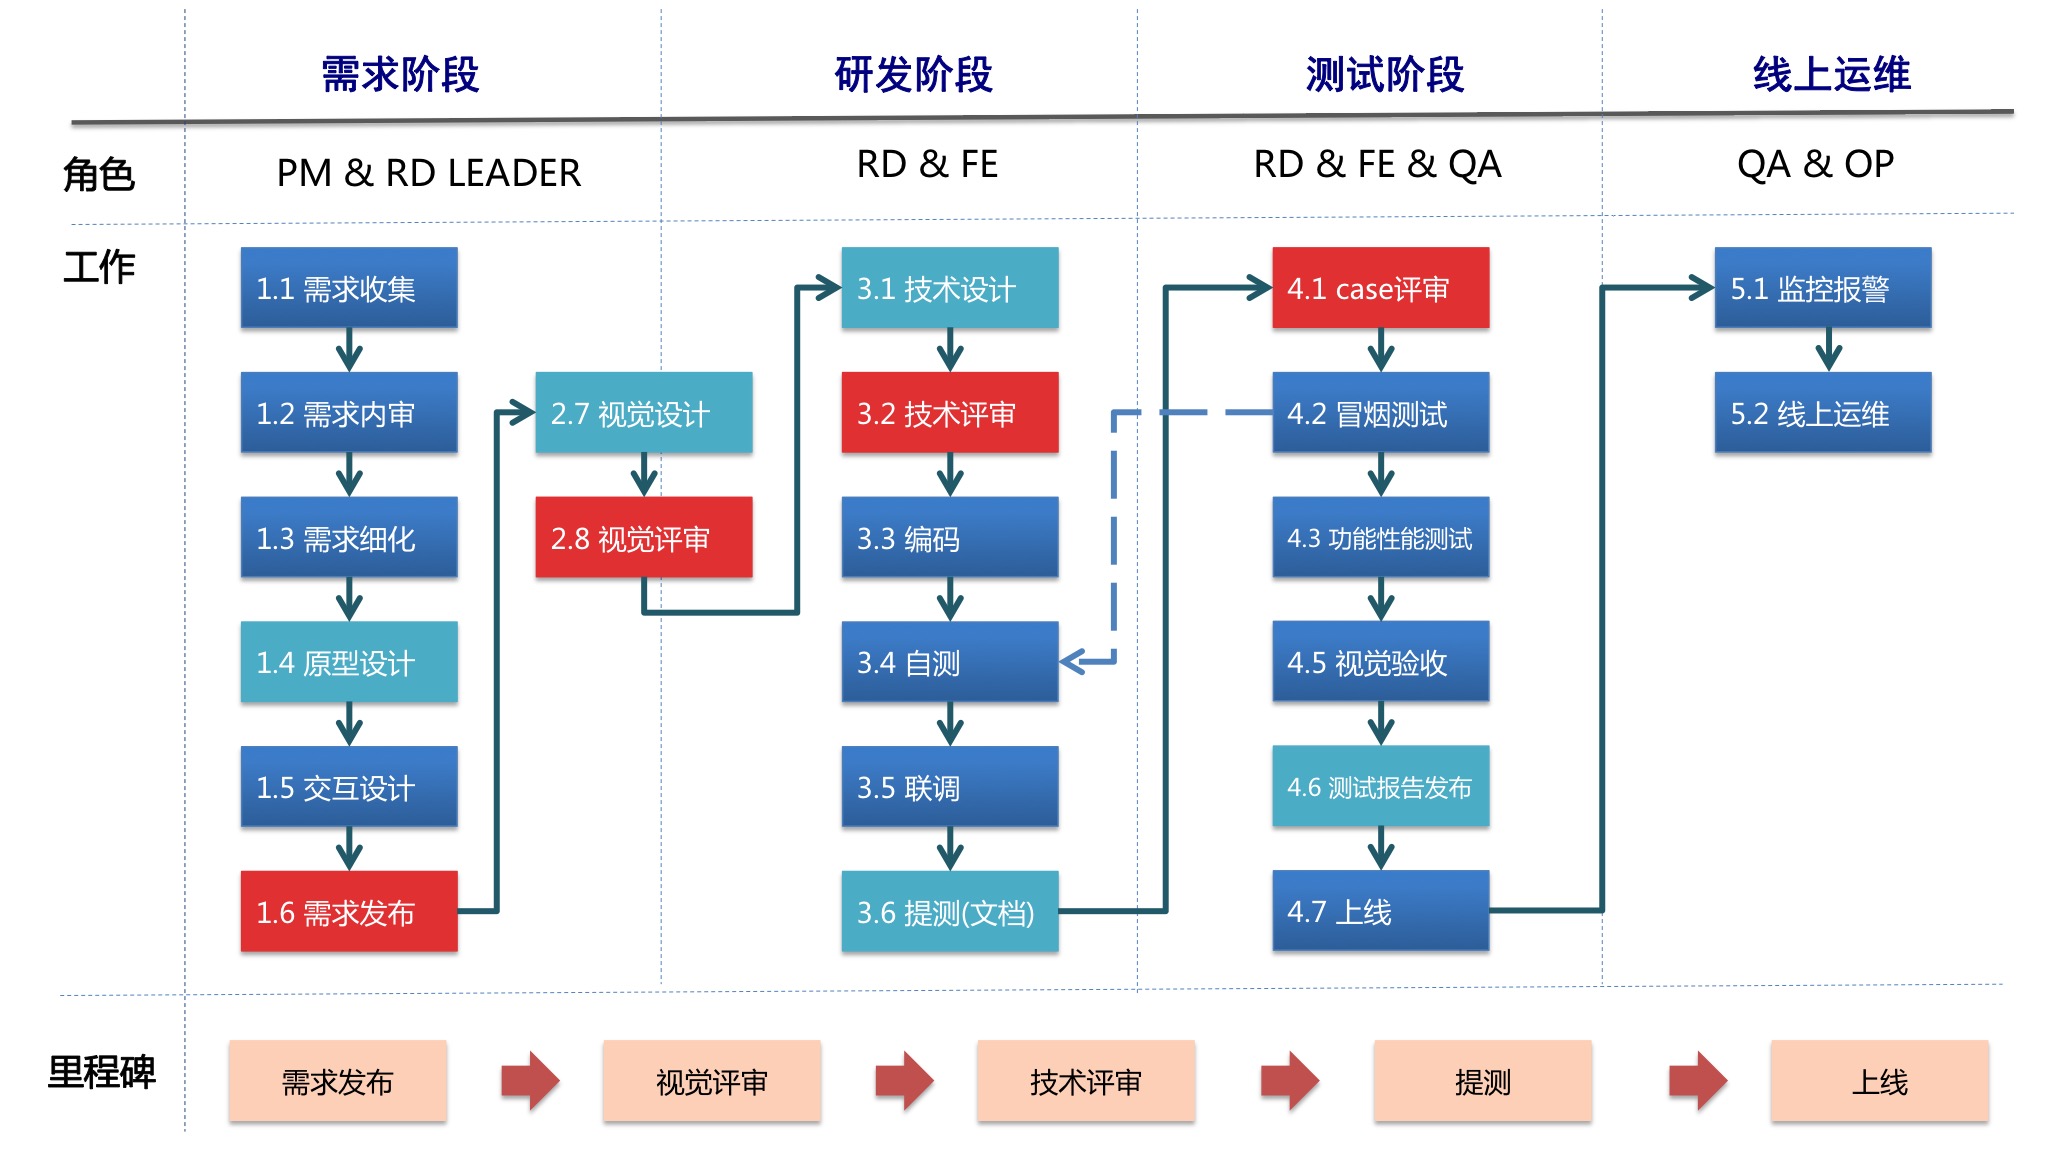 需求阶段
研发阶段
测试阶段
线上运维
角色
PM & RD LEADER
RD & FE
RD & FE & QA
QA & OP
工作
1.1 需求收集
1.2 需求内审
1.3 需求细化
1.4 原型设计
1.5 交互设计
1.6 需求发布
2.7 视觉设计
2.8 视觉评审
3.1 技术设计
3.2 技术评审
3.3 编码
3.4 自测
3.5 联调
3.6 提测(文档)
4.1 case评审
4.2 冒烟测试
4.3 功能性能测试
4.5 视觉验收
4.6 测试报告发布
4.7 上线
5.1 监控报警
5.2 线上运维
里程碑
需求发布
视觉评审
技术评审
提测
上线